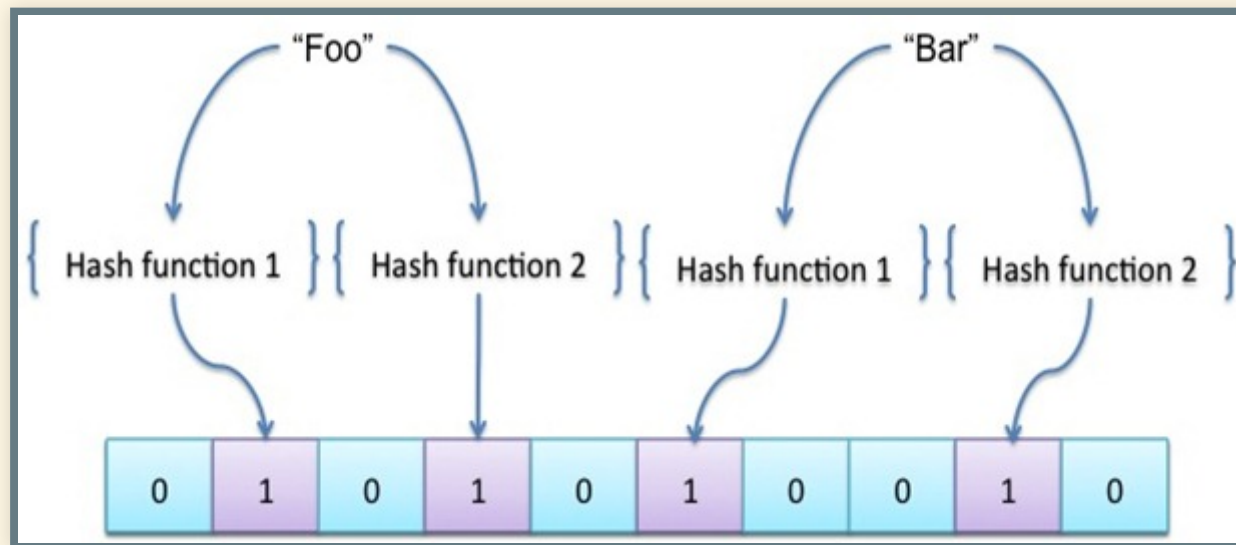 “Foo” “Bar”
{ Hash function 1 } { Hash function 2 } { Hash function 1 } { Hash function 2 }
0 1 0 1 0 1 0 0 1 0